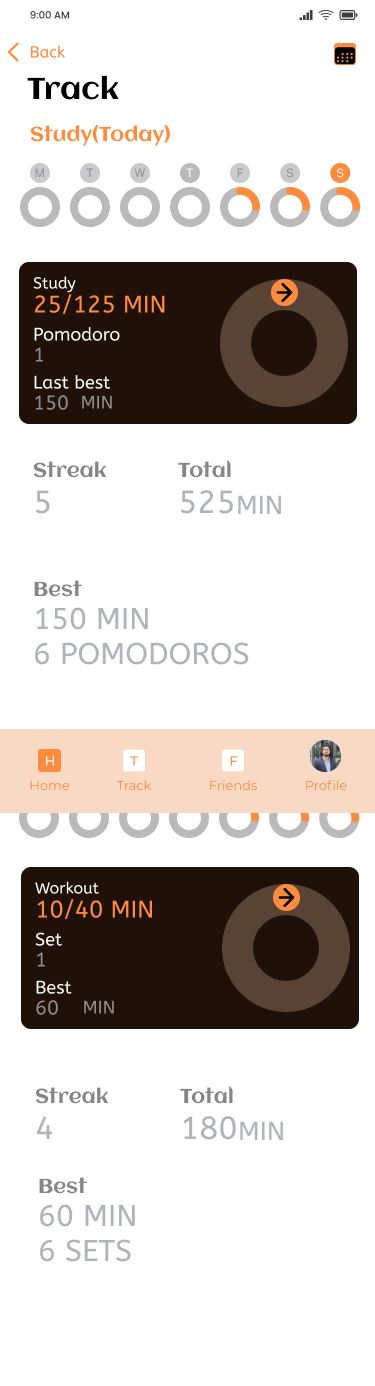 9:00 AM
Back
Track
Study(Today)
M T W T F S S
Study
25/125 MIN
Pomodoro
1
Last best
150 MIN
Streak Total
5 525MIN
Best
150 MIN
6 POMODOROS
H T F
Home Track Friends Profile
Workout
10/40 MIN
Set
1
Best
60 MIN
Streak Total
4 180MIN
Best
60 MIN
6 SETS